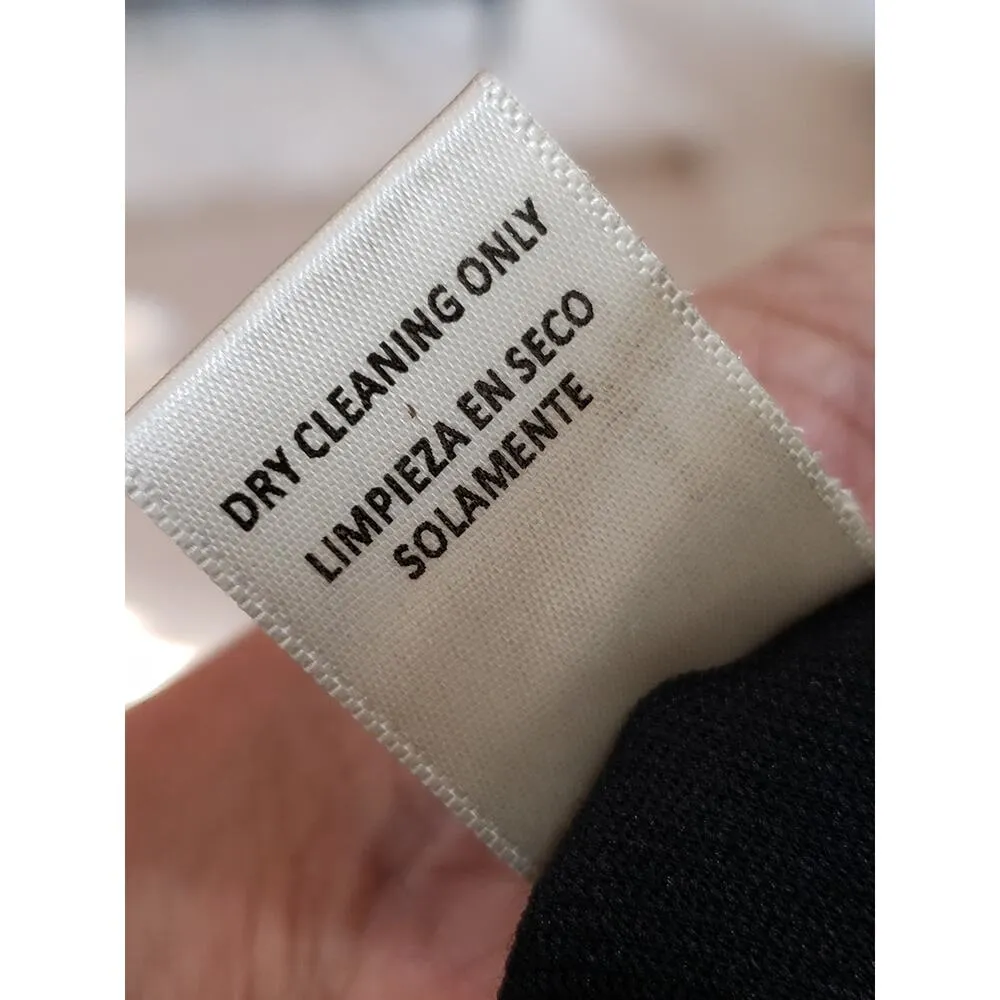 DRY CLEANING ONLY
LIMPIEZA EN SECO
SOLAMENTE